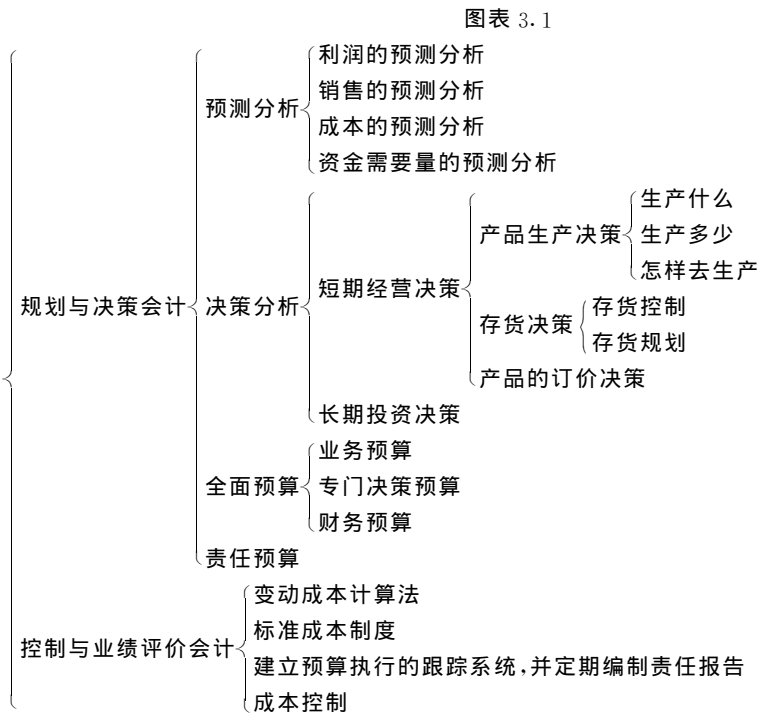 图表 3.1
利润的预测分析
销售的预测分析
预测分析
成本的预测分析
资金需要量的预测分析
生产什么
产品生产决策
生产多少
怎样去生产
短期经营决策
规划与决策会计
决策分析
存货控制
存货决策
存货规划
产品的订价决策
长期投资决策
业务预算
全面预算
专门决策预算
财务预算
责任预算
变动成本计算法
标准成本制度
控制与业绩评价会计
建立预算执行的跟踪系统,并定期编制责任报告
成本控制